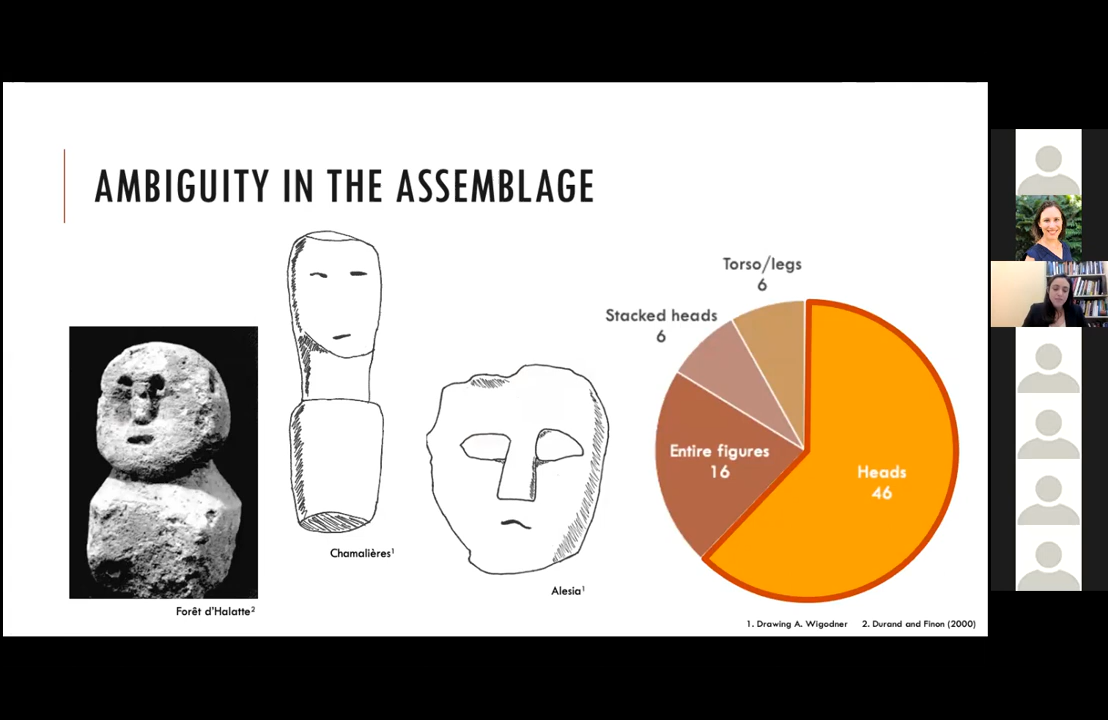 AMBIGUITY IN THE ASSEMBLAGE
Torso/legs
6
Stacked heads
6
Entire figures
16
Heads
46
Chamalières¹
Alesia¹
Forêt d'Halatte²
1. Drawing A. Wigodner 2. Durand and Finon (2000)